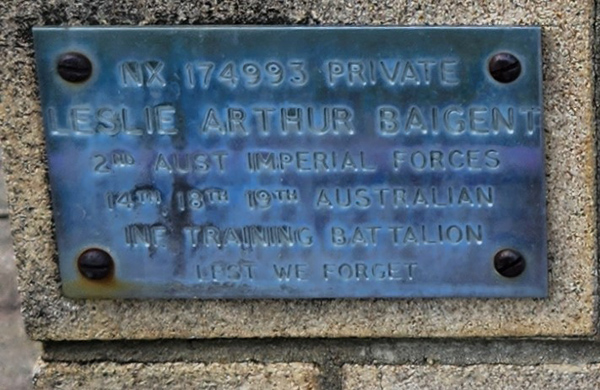 NX 174993 PRIVATE
LESLIE ARTHUR BAIGENT
2ND AUST IMPERIAL FORCES
14TH 18TH 19TH AUSTRALIAN
INF TRAINING BATTALION
LEST WE FORGET